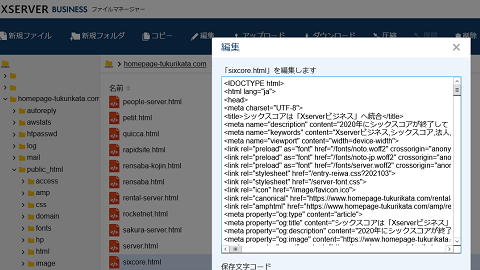 XSERVER BUSINESS ファイルマネージャー
新規ファイル 新規フォルダ コピー 編集 アップロード ダウンロード 圧縮 削除
homepage-tukurikata.com
名前
homepage-tukurikata.com
autoreply
awstats
htpasswd
log
mail
public_html
access
amp
css
domain
fonts
hp
html
image
people-server.html
petit.html
quicca.html
rapidsite.html
rensaba-kojin.html
rensaba.html
rental-server.html
rocketnet.html
sakura-server.html
server.html
sixcore.html
編集
「sixcore.html」を編集します
<!DOCTYPE html>
<html lang="ja">
<head>
<meta charset="UTF-8">
<title>シックスコアは「Xserverビジネス」へ統合</title>
<meta name="description" content="2020年にシックスコアが終了して
<meta name="keywords" content="Xserverビジネス,シックスコア,法人,
<meta name="viewport" content="width=device-width">
<link rel="preload" as="font" href="/fonts/noto.woff2" crossorigin="anony
<link rel="preload" as="font" href="/fonts/noto-jp.woff2" crossorigin="anon
<link rel="preload" as="font" href="/fonts/server.woff2" crossorigin="anony
<link rel="stylesheet" href="/entry-reiwa.css?202103">
<link rel="stylesheet" href="/server-font.css">
<link rel="icon" href="/image/favicon.ico">
<link rel="canonical" href="https://www.homepage-tukurikata.com/rental
<link rel="amphtml" href="https://www.homepage-tukurikata.com/amp/re
<meta property="og:type" content="article">
<meta property="og:title" content="シックスコアは「Xserverビジネス」
<meta property="og:description" content="2020年にシックスコアが終了
<meta property="og:image" content="https://www.homepage-tukurikata.c
保存文字コード